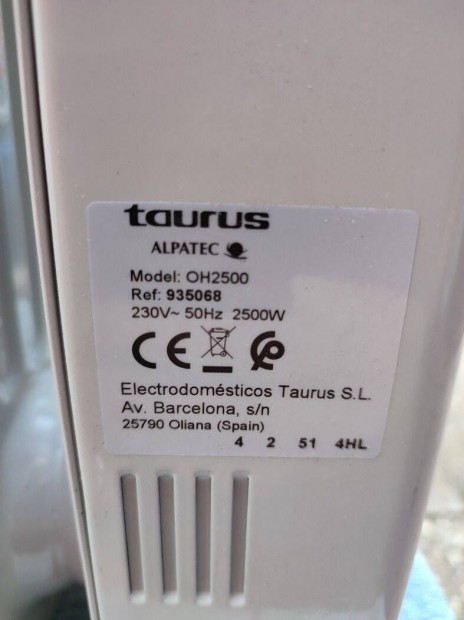 taurus
ALPATEC
Model: OH2500
Ref: 935068
230V~ 50Hz 2500W
CE
Electrodomésticos Taurus S.L.
Av. Barcelona, s/n
25790 Oliana (Spain)
4 2 51 4HL